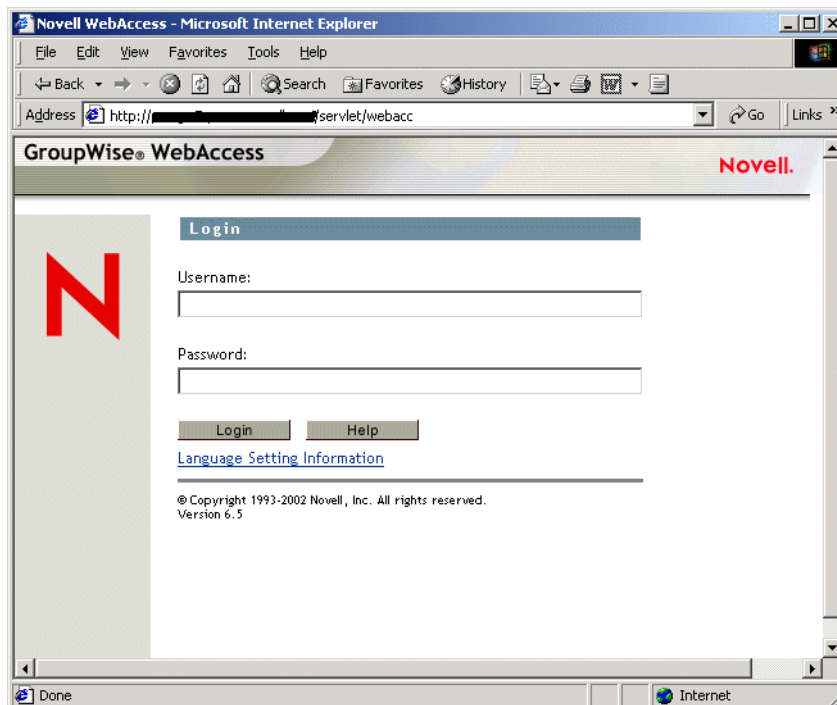 Novell WebAccess - Microsoft Internet Explorer
File Edit View Favorites Tools Help
Back Search Favorites History
Address http:// /servlet/webacc Go Links »
GroupWise® WebAccess
Novell.
Login
N
Username:
Password:
Login Help
Language Setting Information
© Copyright 1993-2002 Novell, Inc. All rights reserved.
Version 6.5
Done Internet